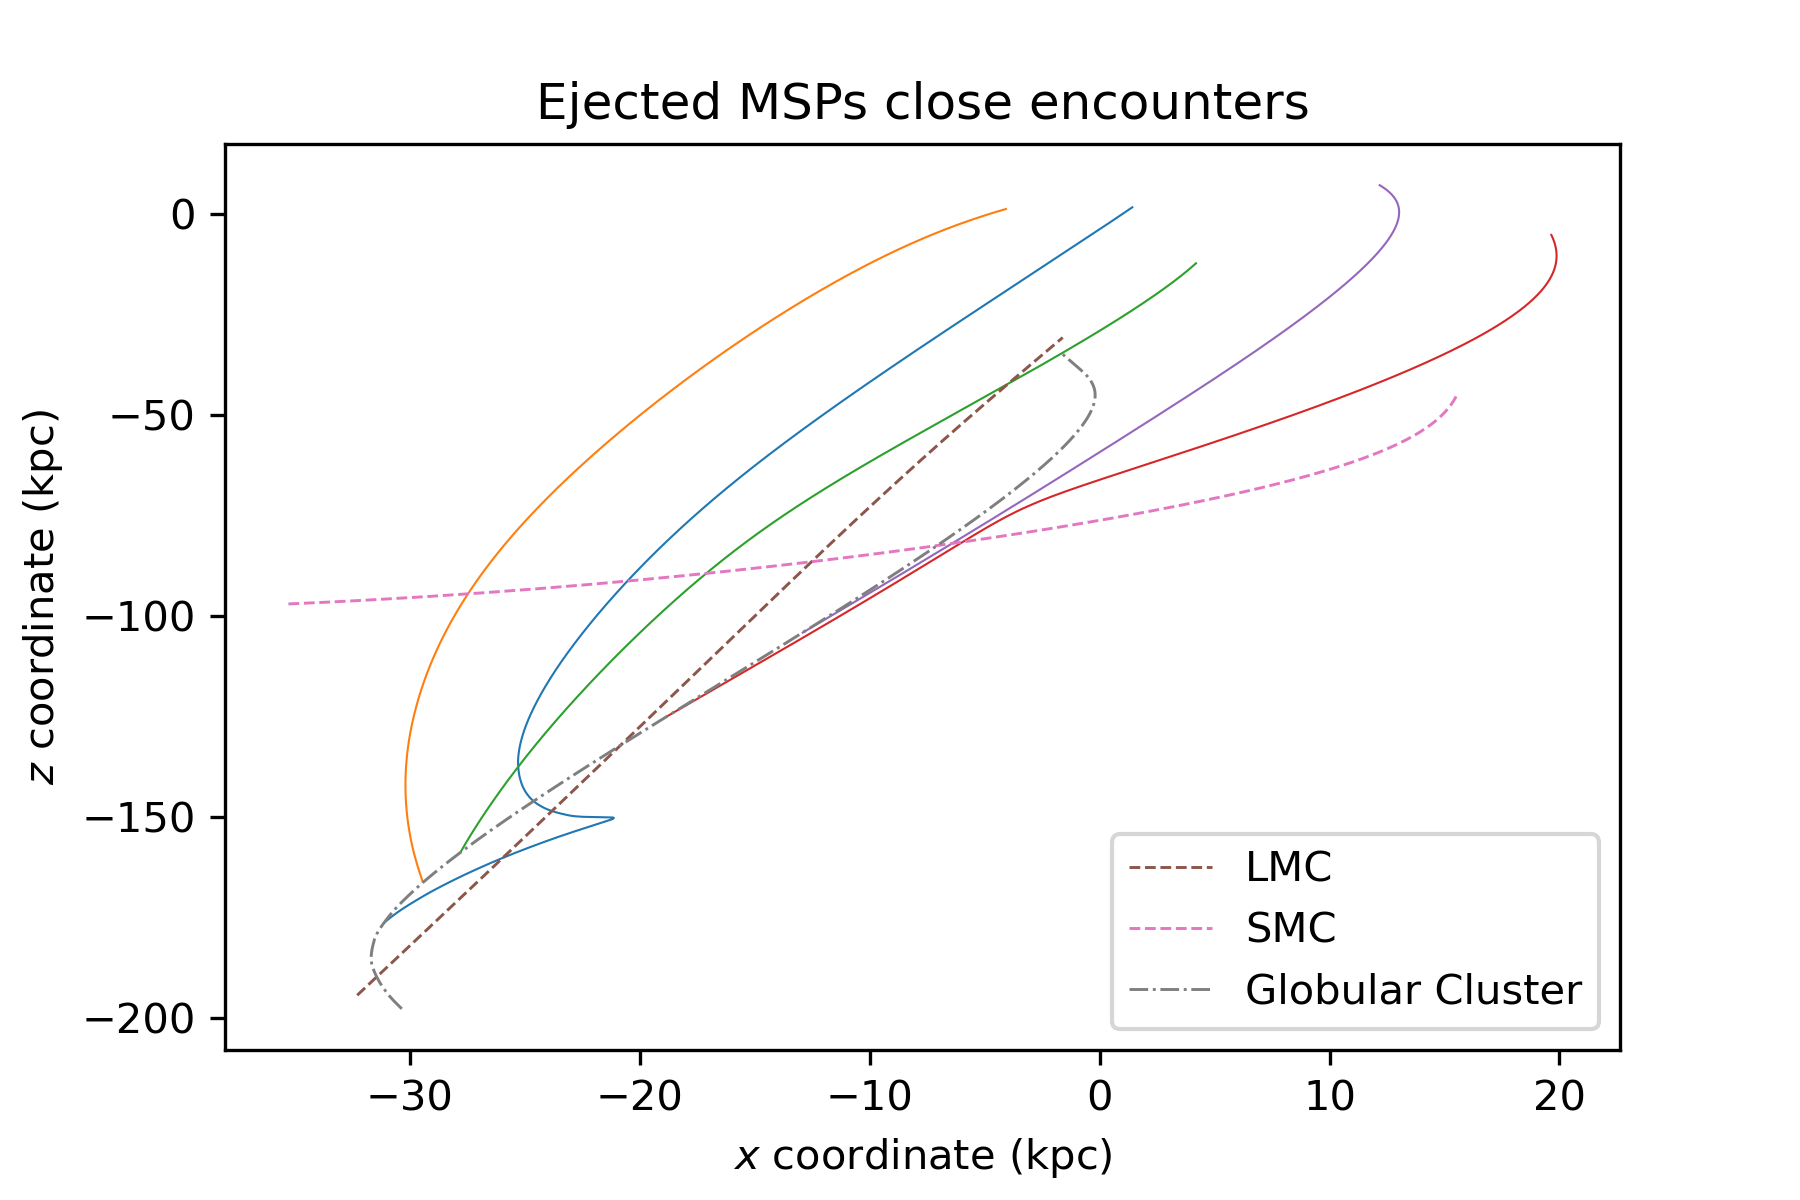 Ejected MSPs close encounters
z coordinate (kpc)
0
−50
−100
−150
−200
LMC
SMC
Globular Cluster
−30 −20 −10 0 10 20
x coordinate (kpc)